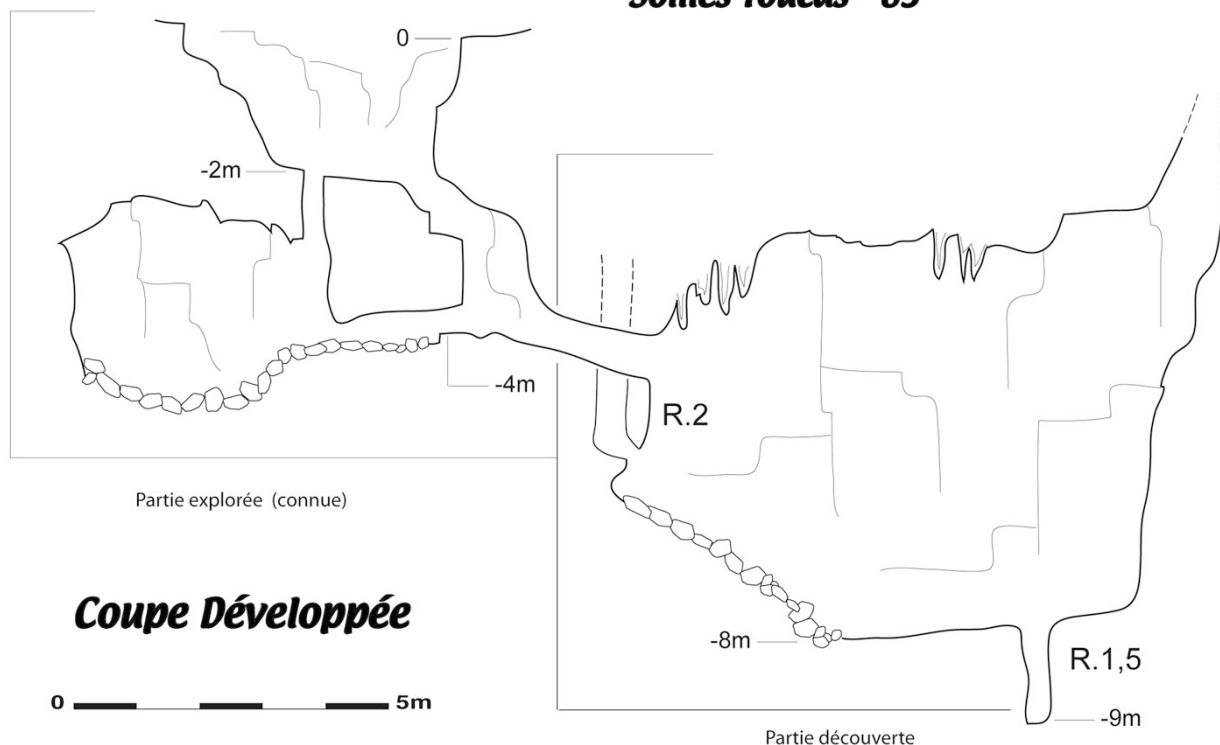 0
-2m
-4m
R.2
Partie explorée (connue)
Coupe Développée
-8m
R.1,5
0 5m
-9m
Partie découverte